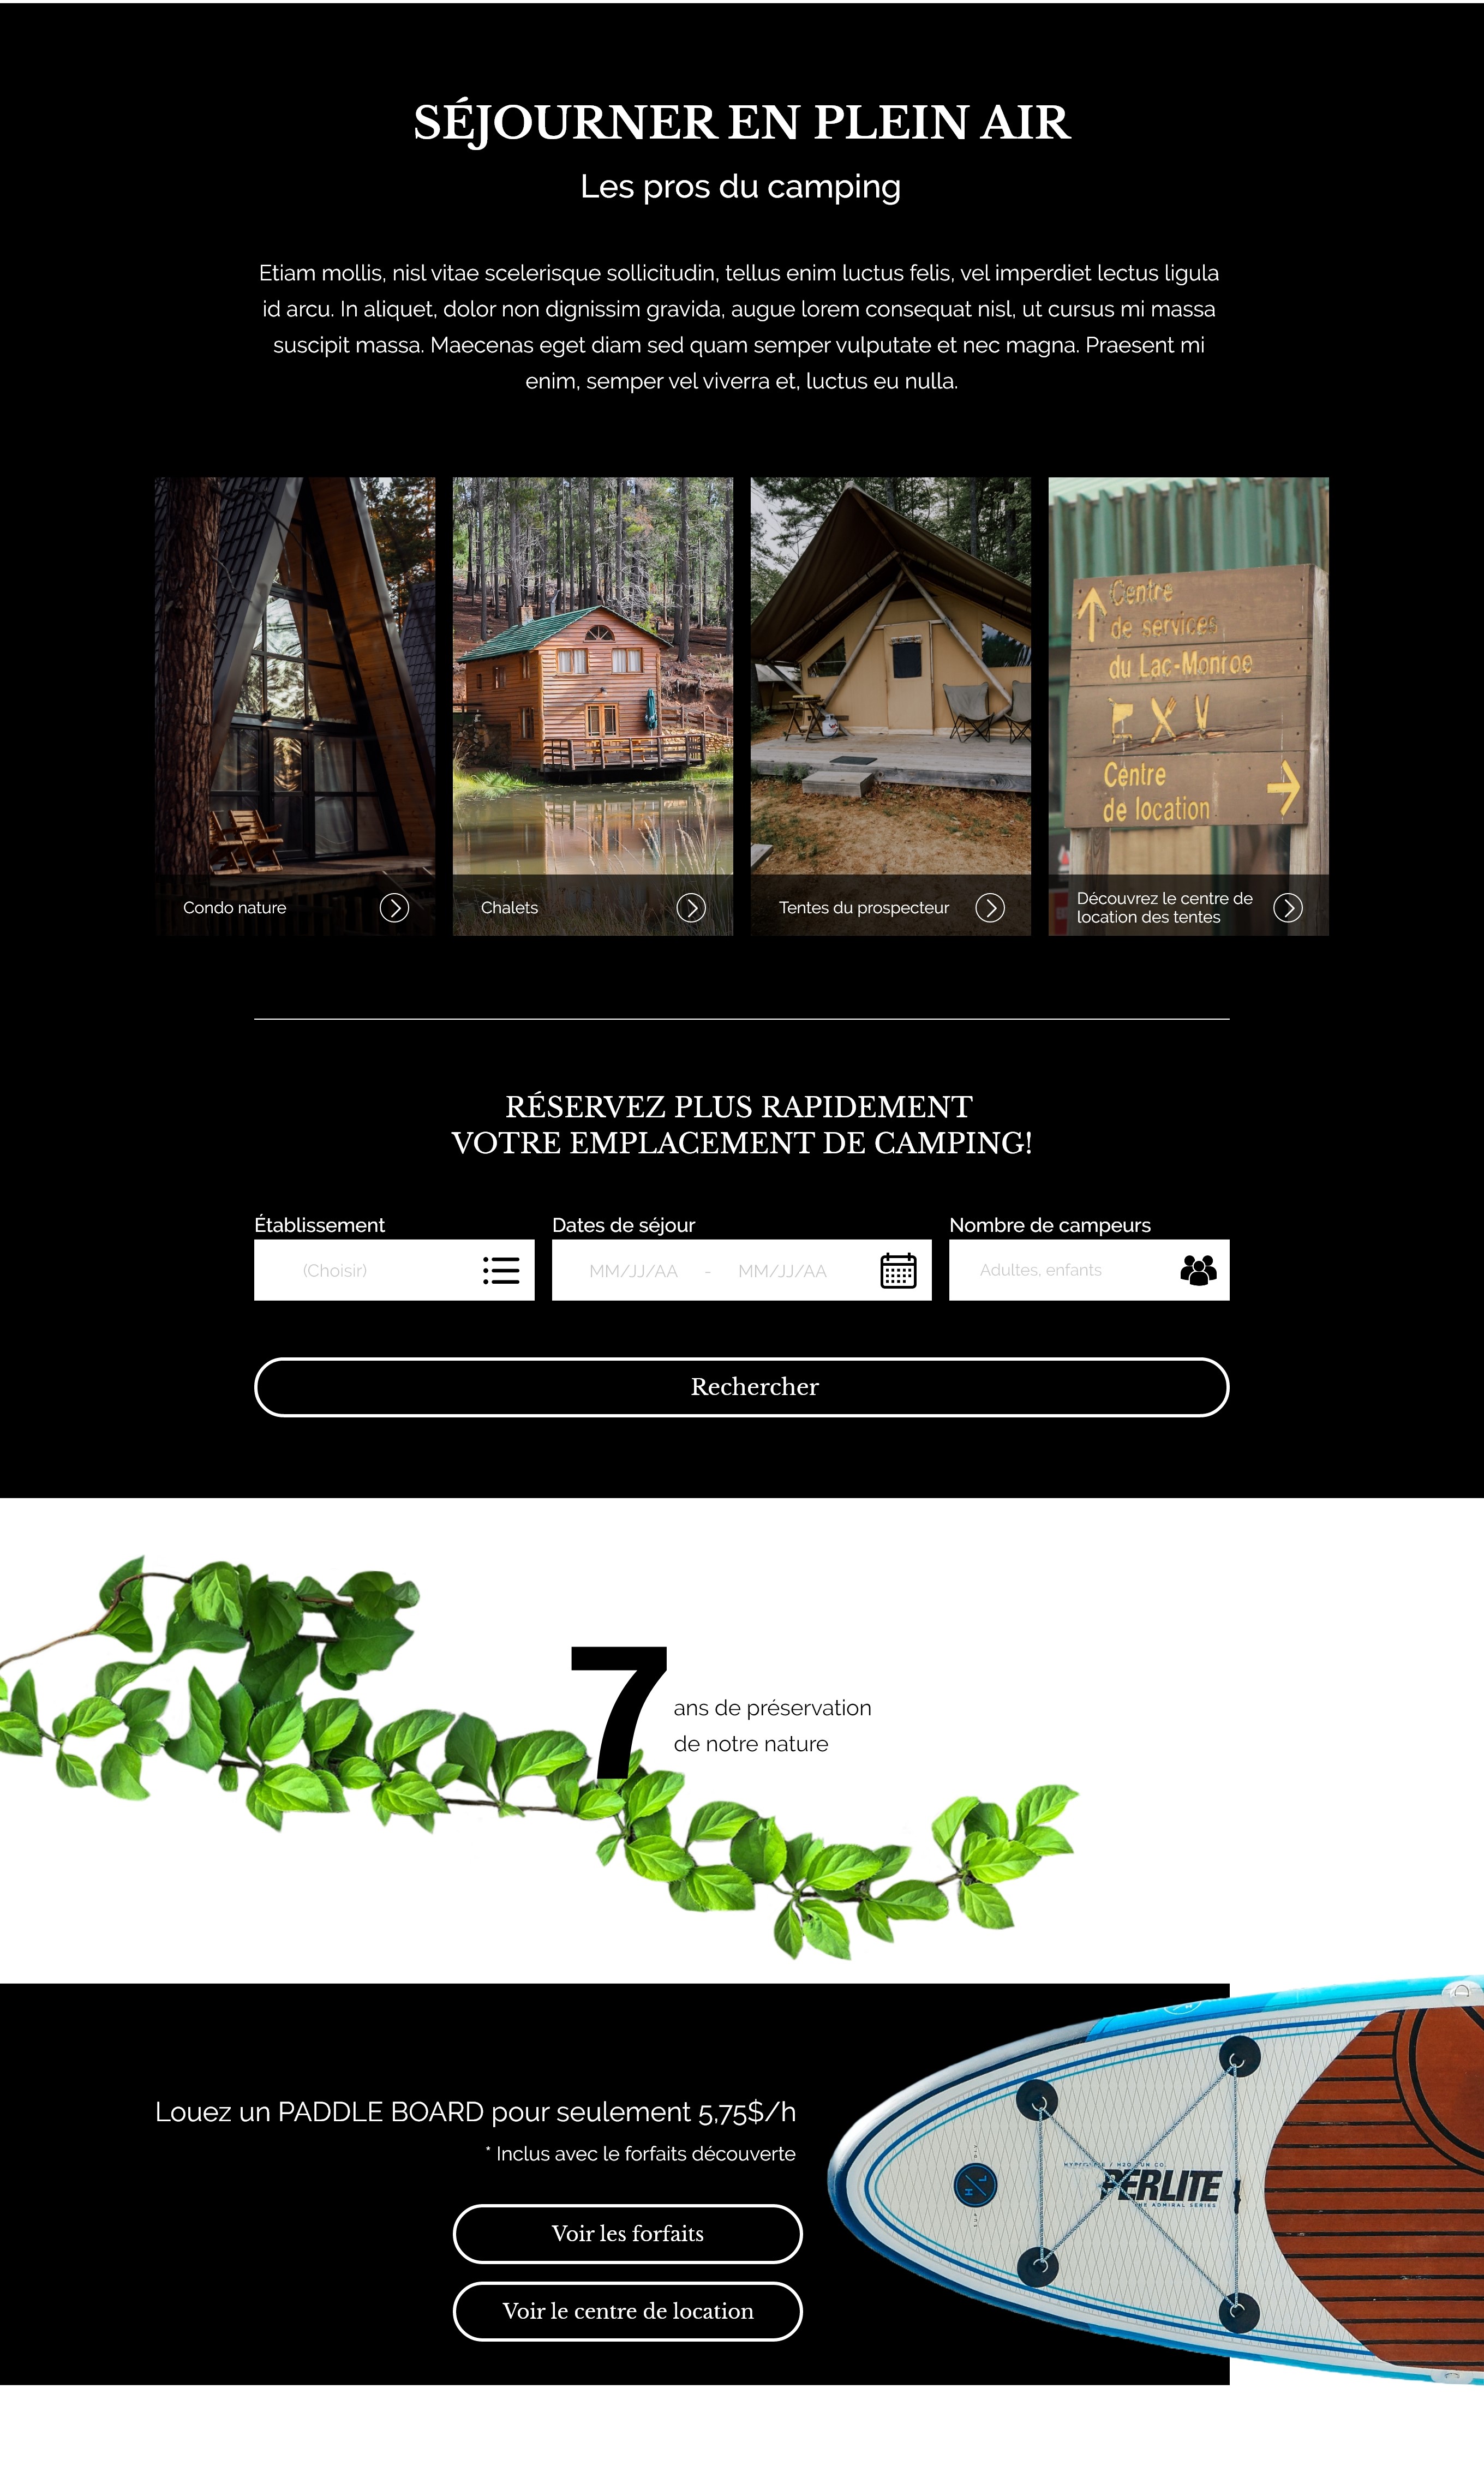 SÉJOURNER EN PLEIN AIR
Les pros du camping
Etiam mollis, nisl vitae scelerisque sollicitudin, tellus enim luctus felis, vel imperdiet lectus ligula
id arcu. In aliquet, dolor non dignissim gravida, augue lorem consequat nisl, ut cursus mi massa
suscipit massa. Maecenas eget diam sed quam semper vulputate et nec magna. Praesent mi
enim, semper vel viverra et, luctus eu nulla.
Centre
de services
du Lac-Monroe
Centre
de location
Condo nature
Chalets
Tentes du prospecteur
Découvrez le centre de
location des tentes
RÉSERVEZ PLUS RAPIDEMENT
VOTRE EMPLACEMENT DE CAMPING!
Établissement
(Choisir)
Dates de séjour
MM/JJ/AA - MM/JJ/AA
Nombre de campeurs
Adultes, enfants
Rechercher
7
ans de préservation
de notre nature
Louez un PADDLE BOARD pour seulement 5,75$/h
* Inclus avec le forfaits découverte
Voir les forfaits
Voir le centre de location
H/L
PERLITE
ADMIRAL SERIES